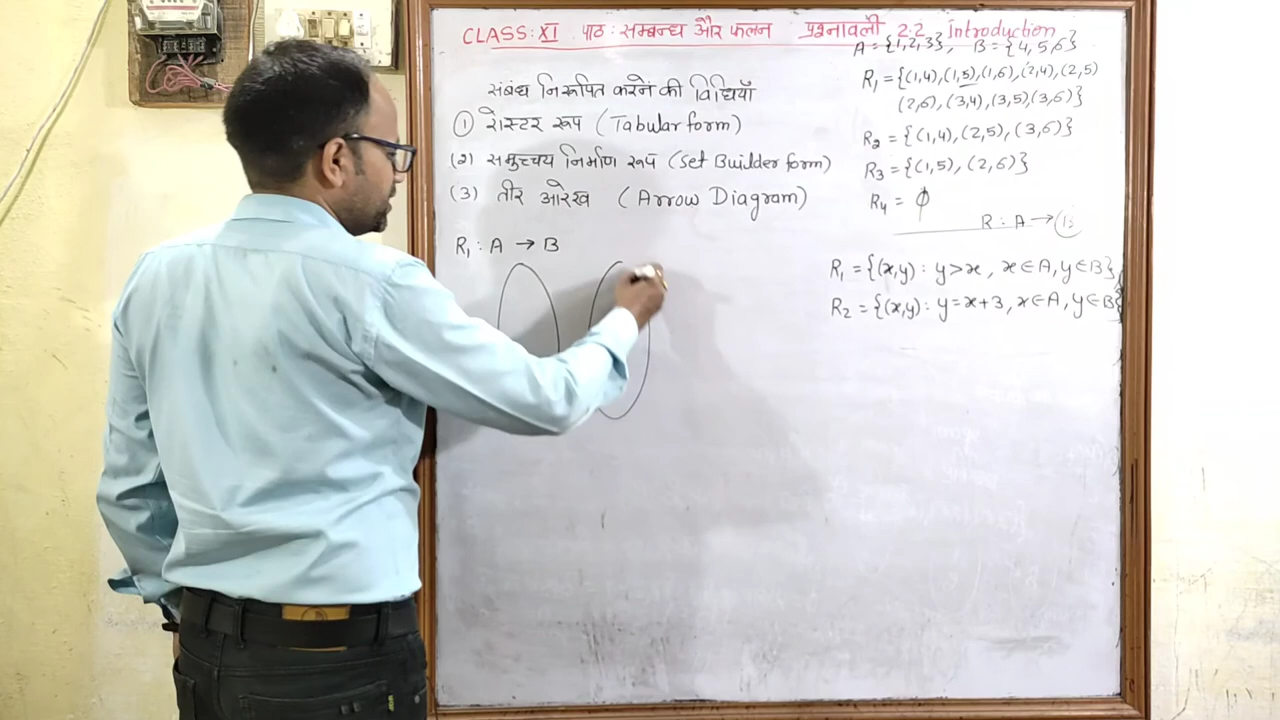 CLASS: XI पाठ: सम्बन्ध और फलन प्रश्नावली 2.2 Introduction
संबंध निरूपित करने की विधियाँ
① रोस्टर रूप (Tabular form)
(2) समुच्चय निर्माण रूप (Set Builder form)
(3) तीर आरेख (Arrow Diagram)
R₁ : A → B
A = {1,2,3}, B = {4,5,6}
R₁ = {(1,4),(1,5),(1,6),(2,4),(2,5)
(2,6),(3,4),(3,5)(3,6)}
R₂ = {(1,4),(2,5),(3,6)}
R₃ = {(1,5), (2,6)}
R₄ = ϕ
R : A → B
R₁ = {(x,y) : y>x, x∈A, y∈B}
R₂ = {(x,y) : y=x+3, x∈A, y∈B}